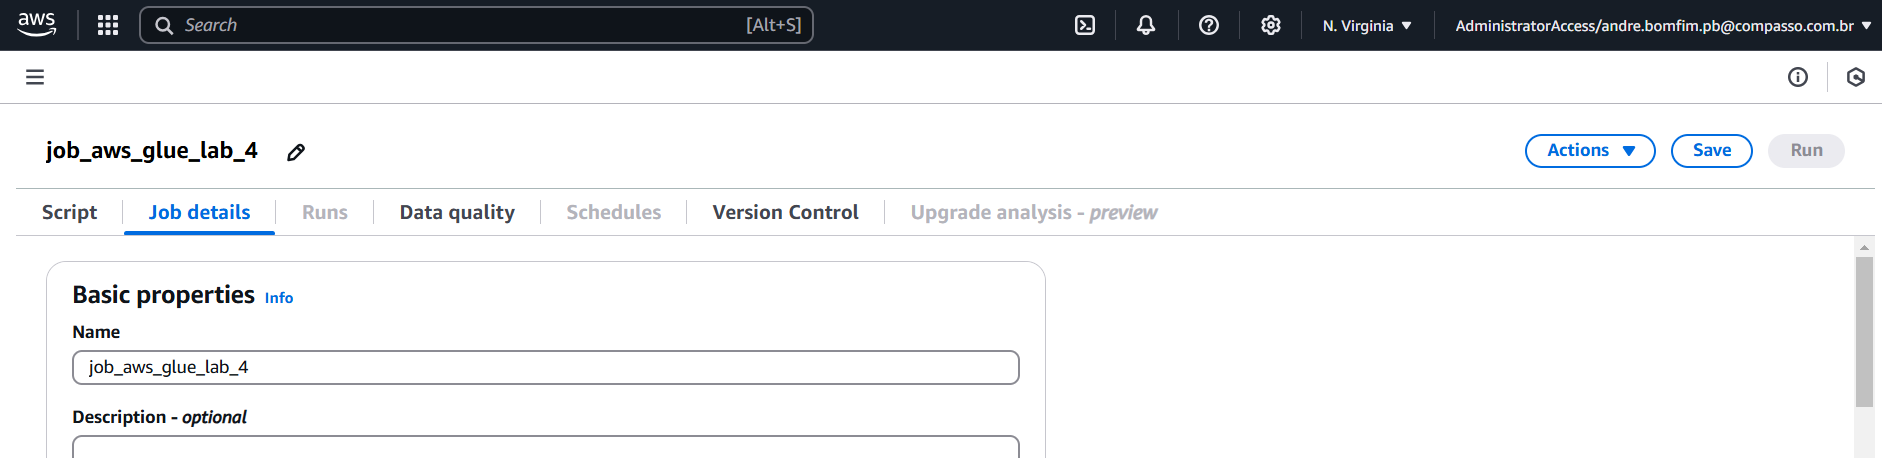 aws Search [Alt+S] N. Virginia AdministratorAccess/andre.bomfim.pb@compasso.com.br
job_aws_glue_lab_4 Actions Save Run
Script Job details Runs Data quality Schedules Version Control Upgrade analysis - preview
Basic properties Info
Name
job_aws_glue_lab_4
Description - optional